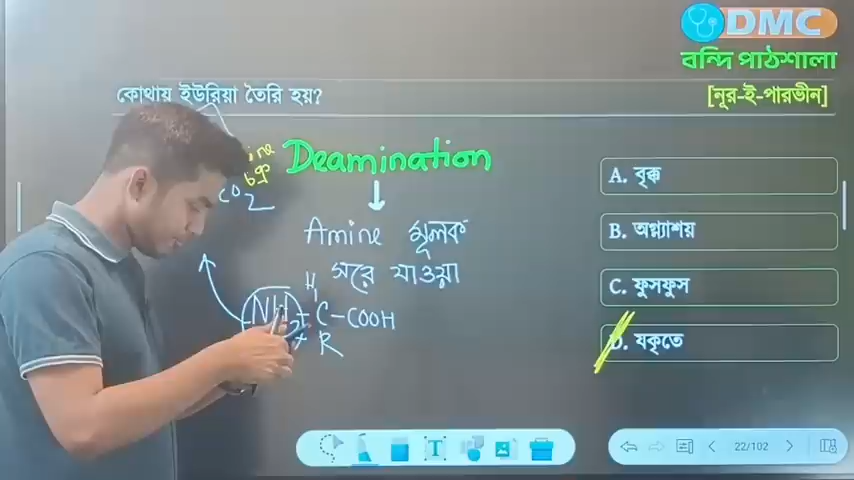 DMC
বন্দি পাঠশালা
কোথায় ইউরিয়া তৈরি হয়?
[নূর-ই-পারভীন]
Deamination
CO2
Amine মূলক
সরে যাওয়া
H
NH2 - C - COOH
R
A. বৃক্ক
B. অগ্ন্যাশয়
C. ফুসফুস
D. যকৃতে
22/102